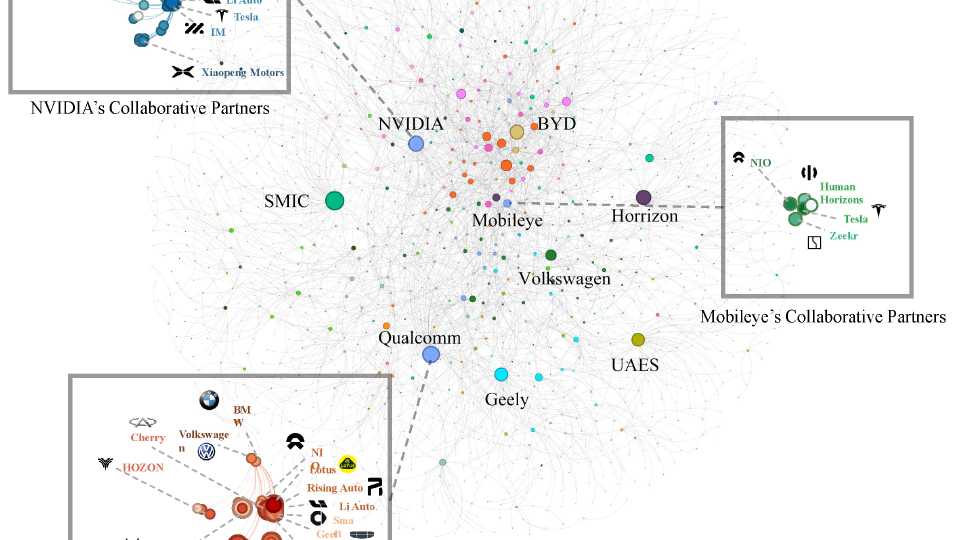 Li Auto
Tesla
IM
Xiaopeng Motors
NVIDIA's Collaborative Partners
NVIDIA
BYD
SMIC
Mobileye
Horrizon
Volkswagen
Qualcomm
UAES
Geely
NIO
Human
Horizons
Tesla
Zeekr
Mobileye's Collaborative Partners
BM
W
Cherry
Volkswage
n
HOZON
NI
O
Lotus
LOTUS
Rising Auto
Li Auto
Sma
rt
Geel